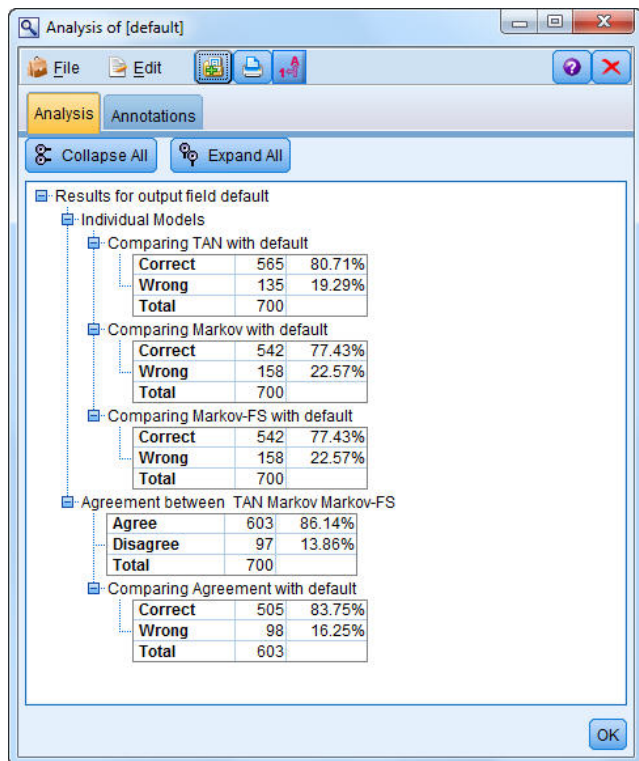 Analysis of [default]
File Edit
Analysis Annotations
Collapse All Expand All
Results for output field default
Individual Models
Comparing TAN with default
Correct 565 80.71%
Wrong 135 19.29%
Total 700
Comparing Markov with default
Correct 542 77.43%
Wrong 158 22.57%
Total 700
Comparing Markov-FS with default
Correct 542 77.43%
Wrong 158 22.57%
Total 700
Agreement between TAN Markov Markov-FS
Agree 603 86.14%
Disagree 97 13.86%
Total 700
Comparing Agreement with default
Correct 505 83.75%
Wrong 98 16.25%
Total 603
OK